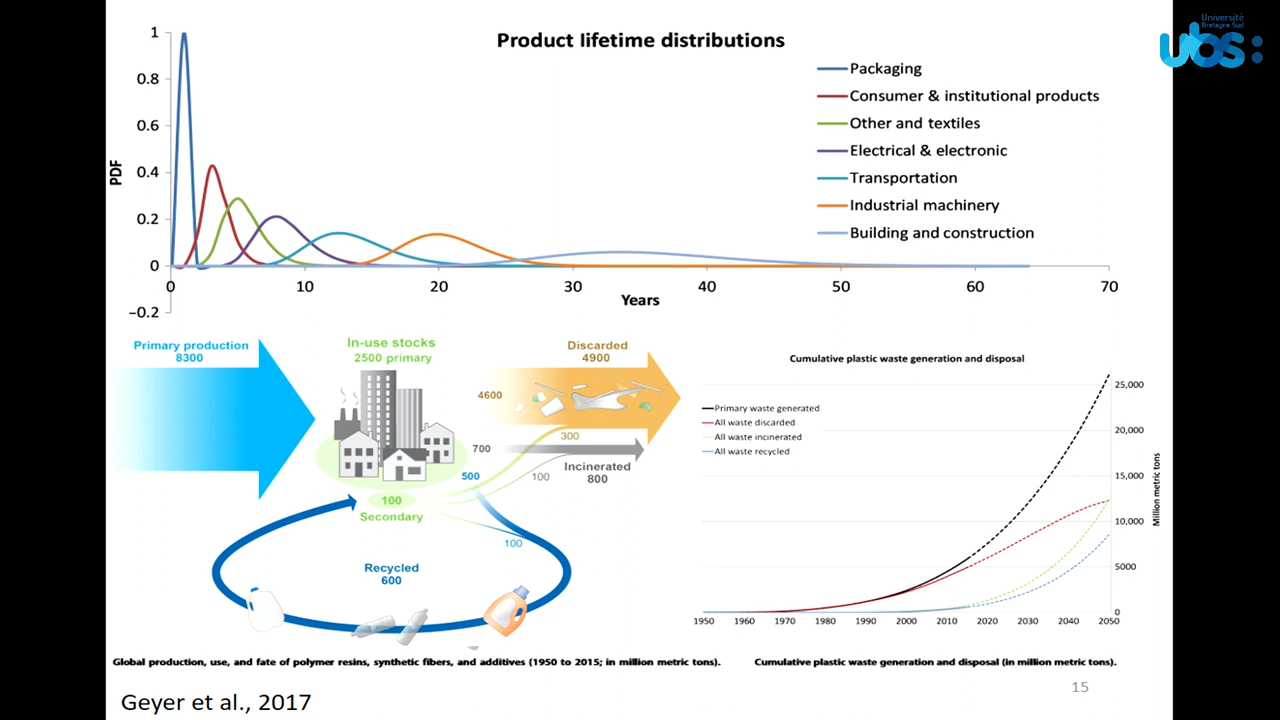 Université
Bretagne Sud
ubs:
Product lifetime distributions
1
0.8
0.6
0.4
0.2
0
−0.2
PDF
0
10
20
30
40
50
60
70
Years
Packaging
Consumer & institutional products
Other and textiles
Electrical & electronic
Transportation
Industrial machinery
Building and construction
Primary production
8300
In-use stocks
2500 primary
Discarded
4900
4600
300
700
Incinerated
800
500
100
100
Secondary
100
Recycled
600
Cumulative plastic waste generation and disposal
Primary waste generated
All waste discarded
All waste incinerated
All waste recycled
25,000
20,000
15,000
10,000
5000
0
Million metric tons
1950
1960
1970
1980
1990
2000
2010
2020
2030
2040
2050
Global production, use, and fate of polymer resins, synthetic fibers, and additives (1950 to 2015; in million metric tons).
Cumulative plastic waste generation and disposal (in million metric tons).
Geyer et al., 2017
15